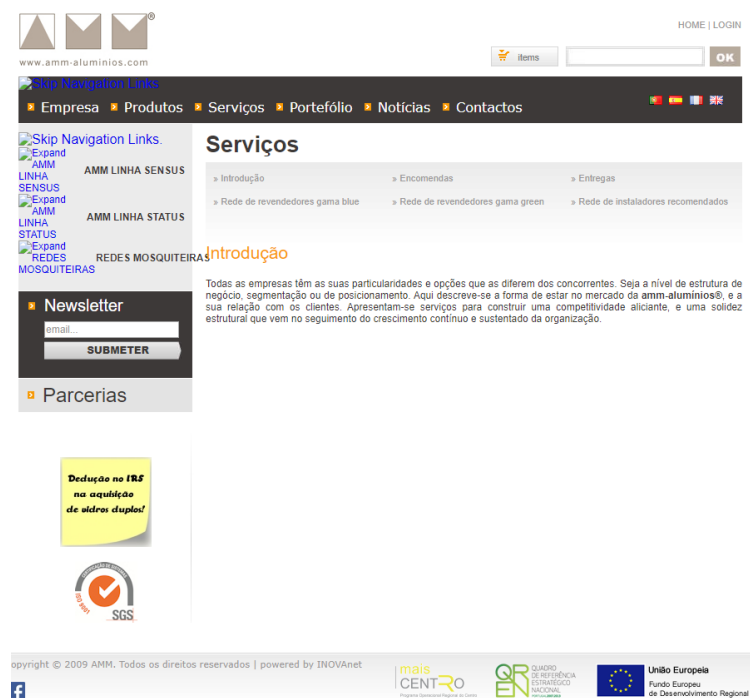 AMM®
www.amm-aluminios.com
HOME | LOGIN
items
OK
Skip Navigation Links
Empresa Produtos Serviços Portefólio Notícias Contactos
Skip Navigation Links.
Expand AMM LINHA SENSUS
AMM LINHA SENSUS
Expand AMM LINHA STATUS
AMM LINHA STATUS
Expand REDES MOSQUITEIRAS
REDES MOSQUITEIRAS
Newsletter
email...
SUBMETER
Parcerias
Dedução no IRS
na aquisição
de vidros duplos!
SGS
Serviços
» Introdução » Encomendas » Entregas
» Rede de revendedores gama blue » Rede de revendedores gama green » Rede de instaladores recomendados
Introdução
Todas as empresas têm as suas particularidades e opções que as diferem dos concorrentes. Seja a nível de estrutura de
negócio, segmentação ou de posicionamento. Aqui descreve-se a forma de estar no mercado da amm-alumínios®, e a
sua relação com os clientes. Apresentam-se serviços para construir uma competitividade aliciante, e uma solidez
estrutural que vem no seguimento do crescimento contínuo e sustentado da organização.
opyright © 2009 AMM. Todos os direitos reservados | powered by INOVAnet
mais
CENTRO
Programa Operacional Regional do Centro
QREN
QUADRO
DE REFERÊNCIA
ESTRATÉGICO
NACIONAL
União Europeia
Fundo Europeu
de Desenvolvimento Regional